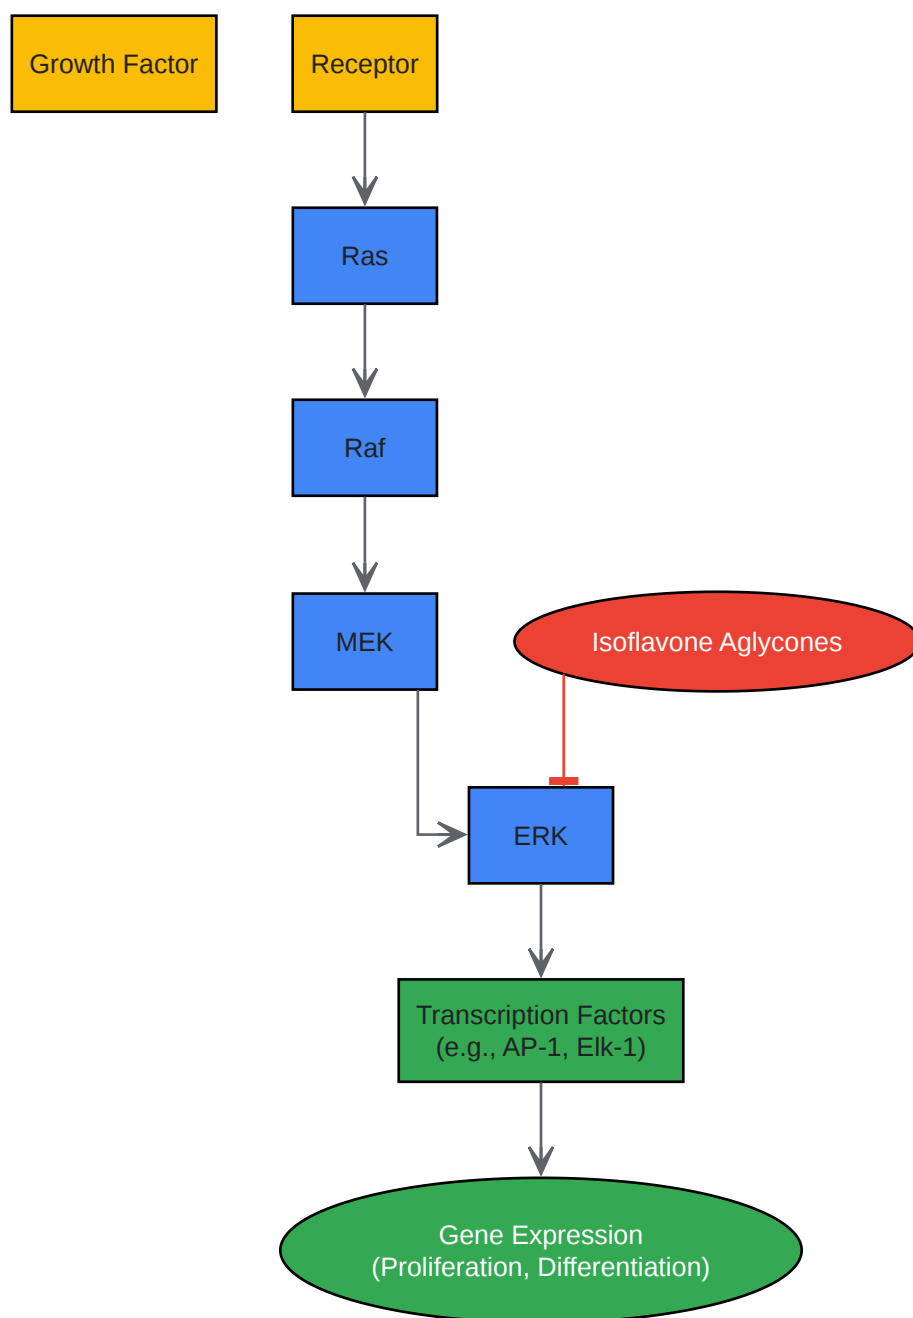 Growth Factor
Receptor
Ras
Raf
MEK
Isoflavone Aglycones
ERK
Transcription Factors
(e.g., AP-1, Elk-1)
Gene Expression
(Proliferation, Differentiation)